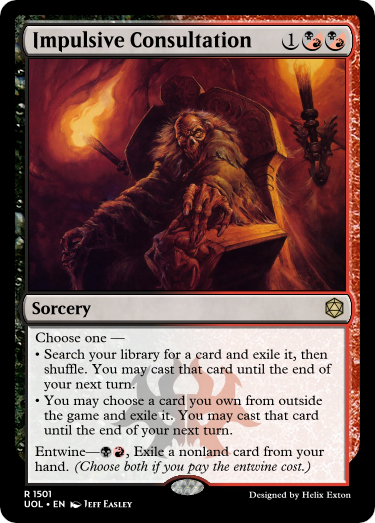 Impulsive Consultation 1
Sorcery
Choose one —
• Search your library for a card and exile it, then
shuffle. You may cast that card until the end of
your next turn.
• You may choose a card you own from outside
the game and exile it. You may cast that card
until the end of your next turn.
Entwine—, Exile a nonland card from your
hand. (Choose both if you pay the entwine cost.)
R 1501
UOL • EN Jeff Easley
Designed by Helix Exton